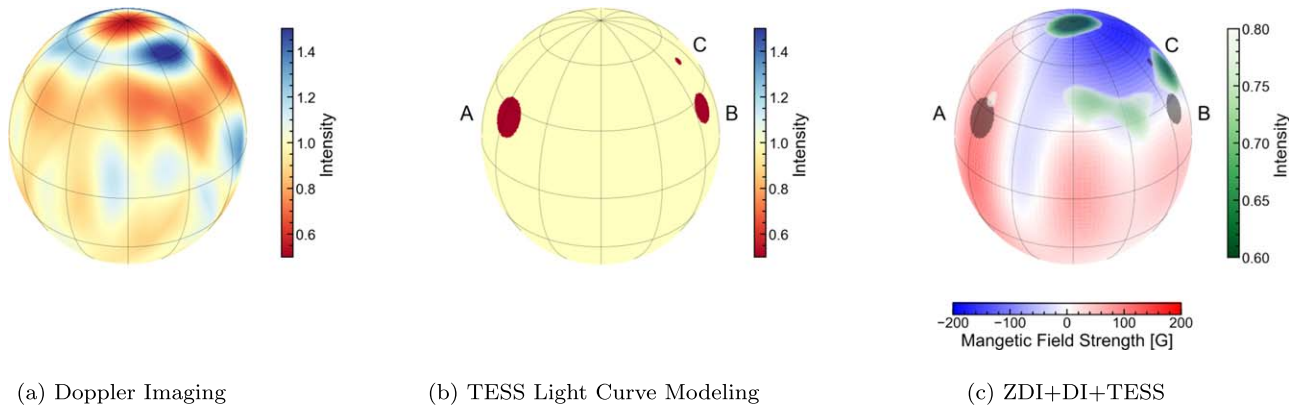 1.4
1.2
1.0
0.8
0.6
Intensity
A
B
C
1.4
1.2
1.0
0.8
0.6
Intensity
A
B
C
0.80
0.75
0.70
0.65
0.60
Intensity
−200 −100 0 100 200
Mangetic Field Strength [G]
(a) Doppler Imaging
(b) TESS Light Curve Modeling
(c) ZDI+DI+TESS